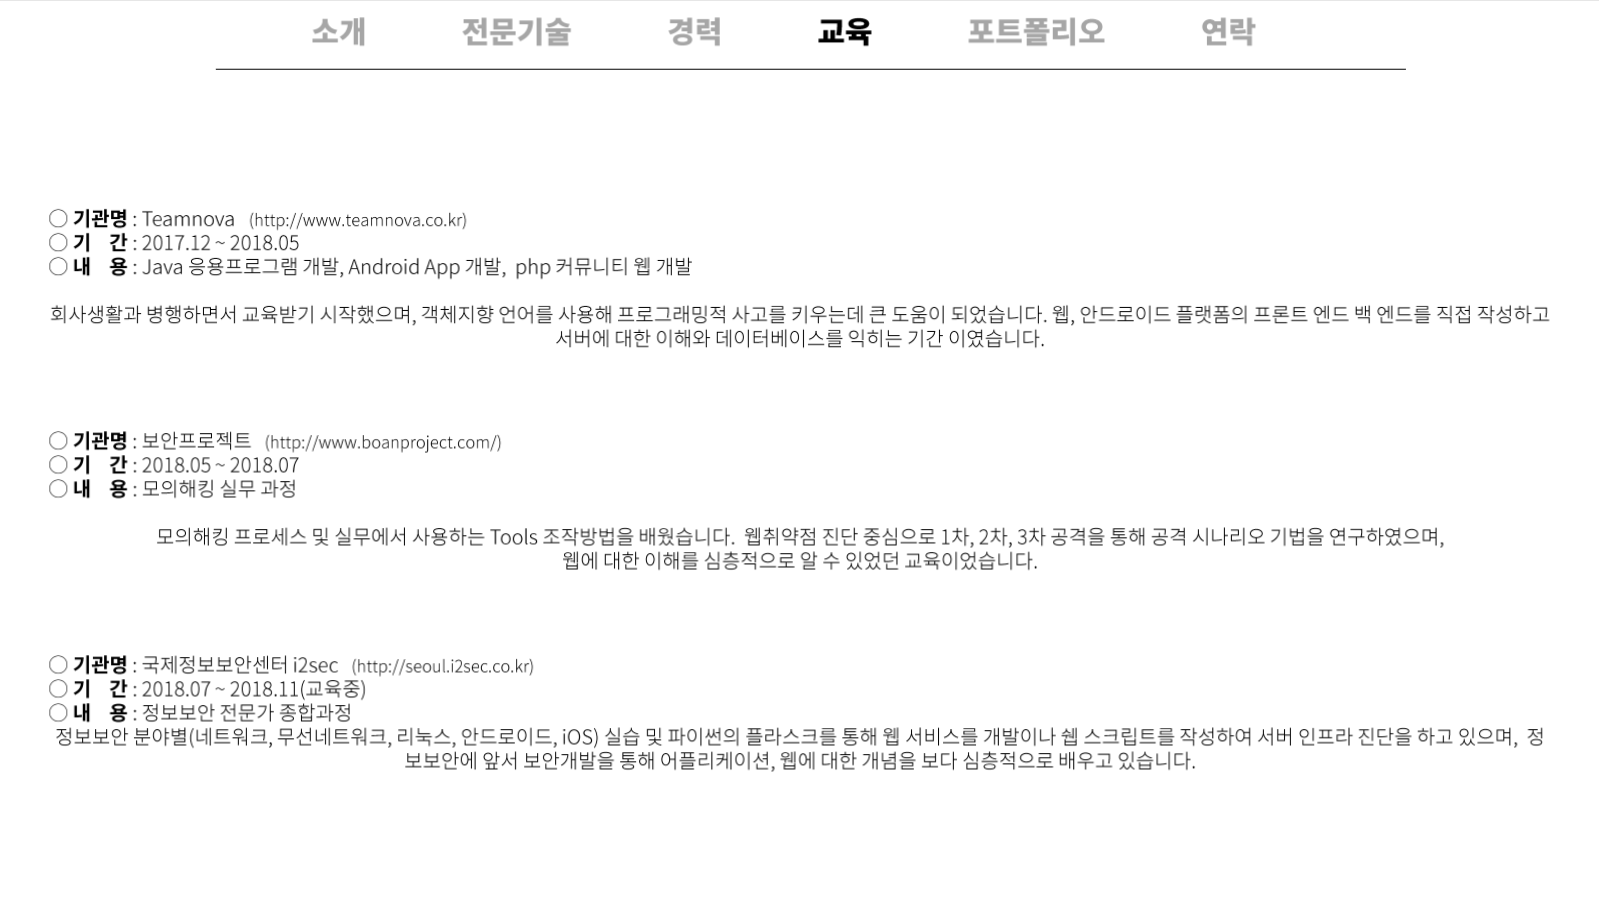 소개 전문기술 경력 교육 포트폴리오 연락
○ 기관명 : Teamnova (http://www.teamnova.co.kr)
○ 기 간 : 2017.12 ~ 2018.05
○ 내 용 : Java 응용프로그램 개발, Android App 개발, php 커뮤니티 웹 개발
회사생활과 병행하면서 교육받기 시작했으며, 객체지향 언어를 사용해 프로그래밍적 사고를 키우는데 큰 도움이 되었습니다. 웹, 안드로이드 플랫폼의 프론트 엔드 백 엔드를 직접 작성하고
서버에 대한 이해와 데이터베이스를 익히는 기간 이였습니다.
○ 기관명 : 보안프로젝트 (http://www.boanproject.com/)
○ 기 간 : 2018.05 ~ 2018.07
○ 내 용 : 모의해킹 실무 과정
모의해킹 프로세스 및 실무에서 사용하는 Tools 조작방법을 배웠습니다. 웹취약점 진단 중심으로 1차, 2차, 3차 공격을 통해 공격 시나리오 기법을 연구하였으며,
웹에 대한 이해를 심층적으로 알 수 있었던 교육이었습니다.
○ 기관명 : 국제정보보안센터 i2sec (http://seoul.i2sec.co.kr)
○ 기 간 : 2018.07 ~ 2018.11(교육중)
○ 내 용 : 정보보안 전문가 종합과정
정보보안 분야별(네트워크, 무선네트워크, 리눅스, 안드로이드, iOS) 실습 및 파이썬의 플라스크를 통해 웹 서비스를 개발이나 쉘 스크립트를 작성하여 서버 인프라 진단을 하고 있으며, 정
보보안에 앞서 보안개발을 통해 어플리케이션, 웹에 대한 개념을 보다 심층적으로 배우고 있습니다.